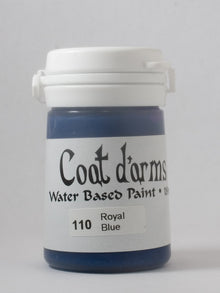 Coat d'arms
Water Based Paint •
110 Royal
Blue